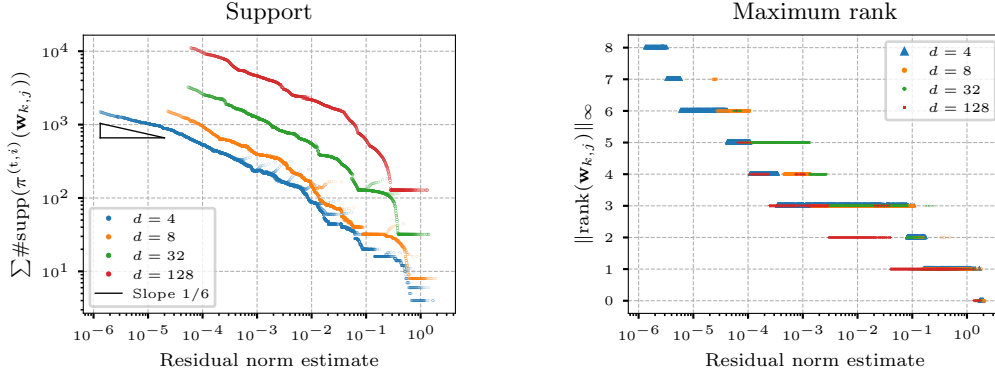 Support
∑#supp(π^(t,i)(w_{k,j}))
10^4
10^3
10^2
10^1
d = 4
d = 8
d = 32
d = 128
Slope 1/6
10^−6 10^−5 10^−4 10^−3 10^−2 10^−1 10^0
Residual norm estimate
Maximum rank
‖rank(w_{k,j})‖_∞
8
7
6
5
4
3
2
1
0
d = 4
d = 8
d = 32
d = 128
10^−6 10^−5 10^−4 10^−3 10^−2 10^−1 10^0
Residual norm estimate